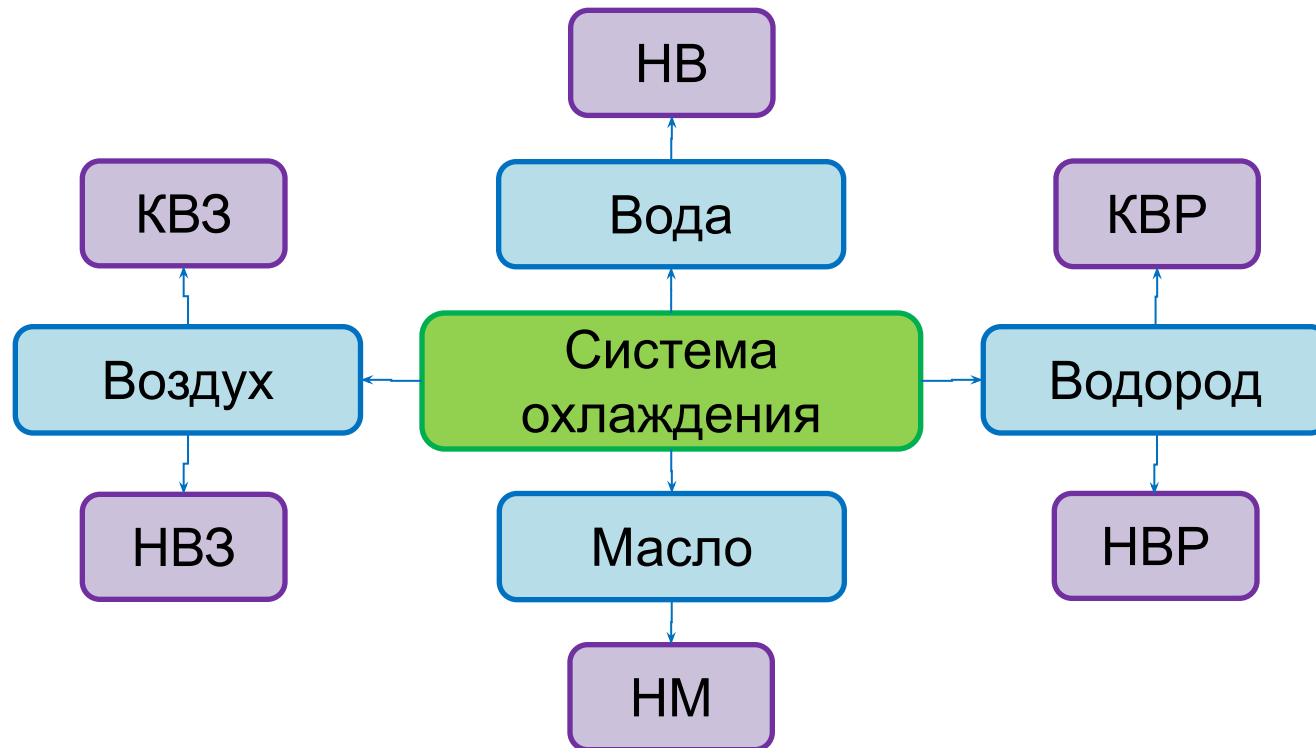 НВ
КВЗ
Вода
КВР
Воздух
Система
охлаждения
Водород
НВЗ
Масло
НВР
НМ